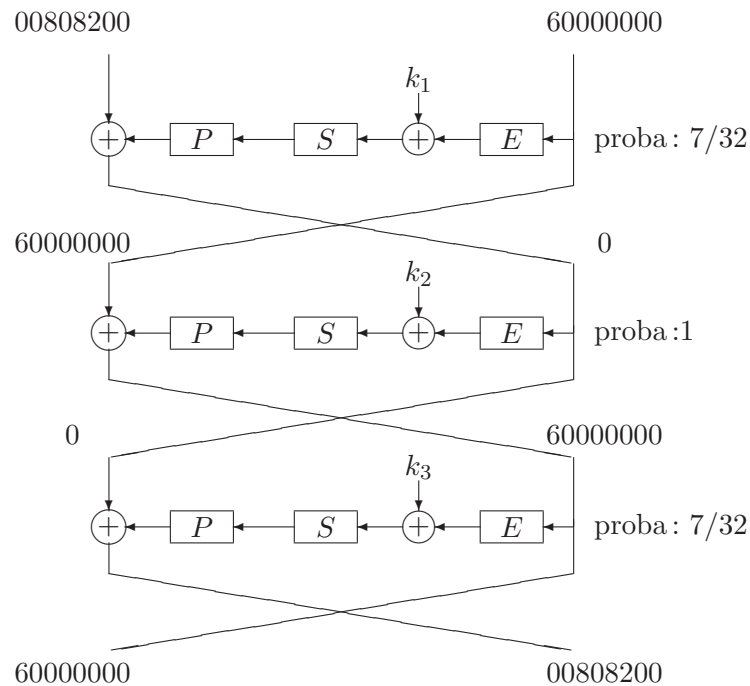 00808200 60000000
k₁
+ P S + E proba: 7/32
60000000 0
k₂
+ P S + E proba:1
0 60000000
k₃
+ P S + E proba: 7/32
60000000 00808200